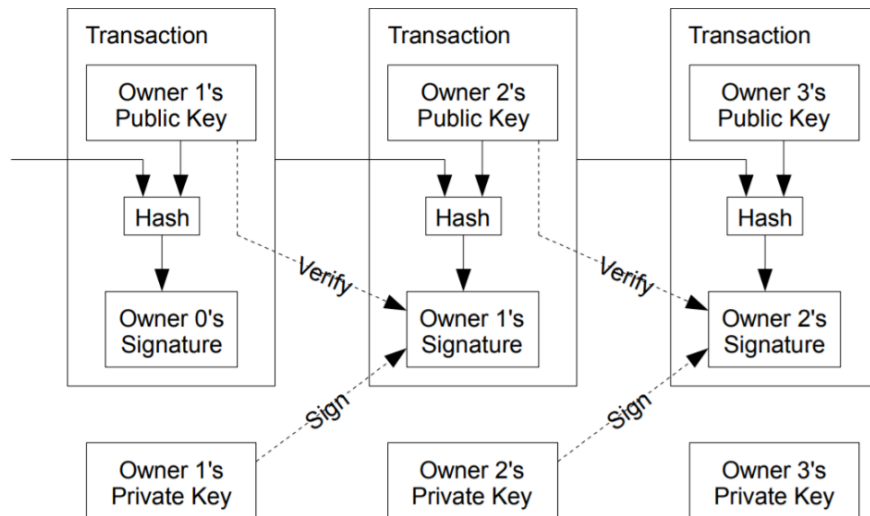 Transaction
Transaction
Transaction
Owner 1's
Public Key
Owner 2's
Public Key
Owner 3's
Public Key
Hash
Hash
Hash
Verify
Verify
Owner 0's
Signature
Owner 1's
Signature
Owner 2's
Signature
Sign
Sign
Owner 1's
Private Key
Owner 2's
Private Key
Owner 3's
Private Key